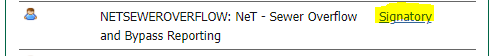 NETSEWEROVERFLOW: NeT - Sewer Overflow Signatory
and Bypass Reporting